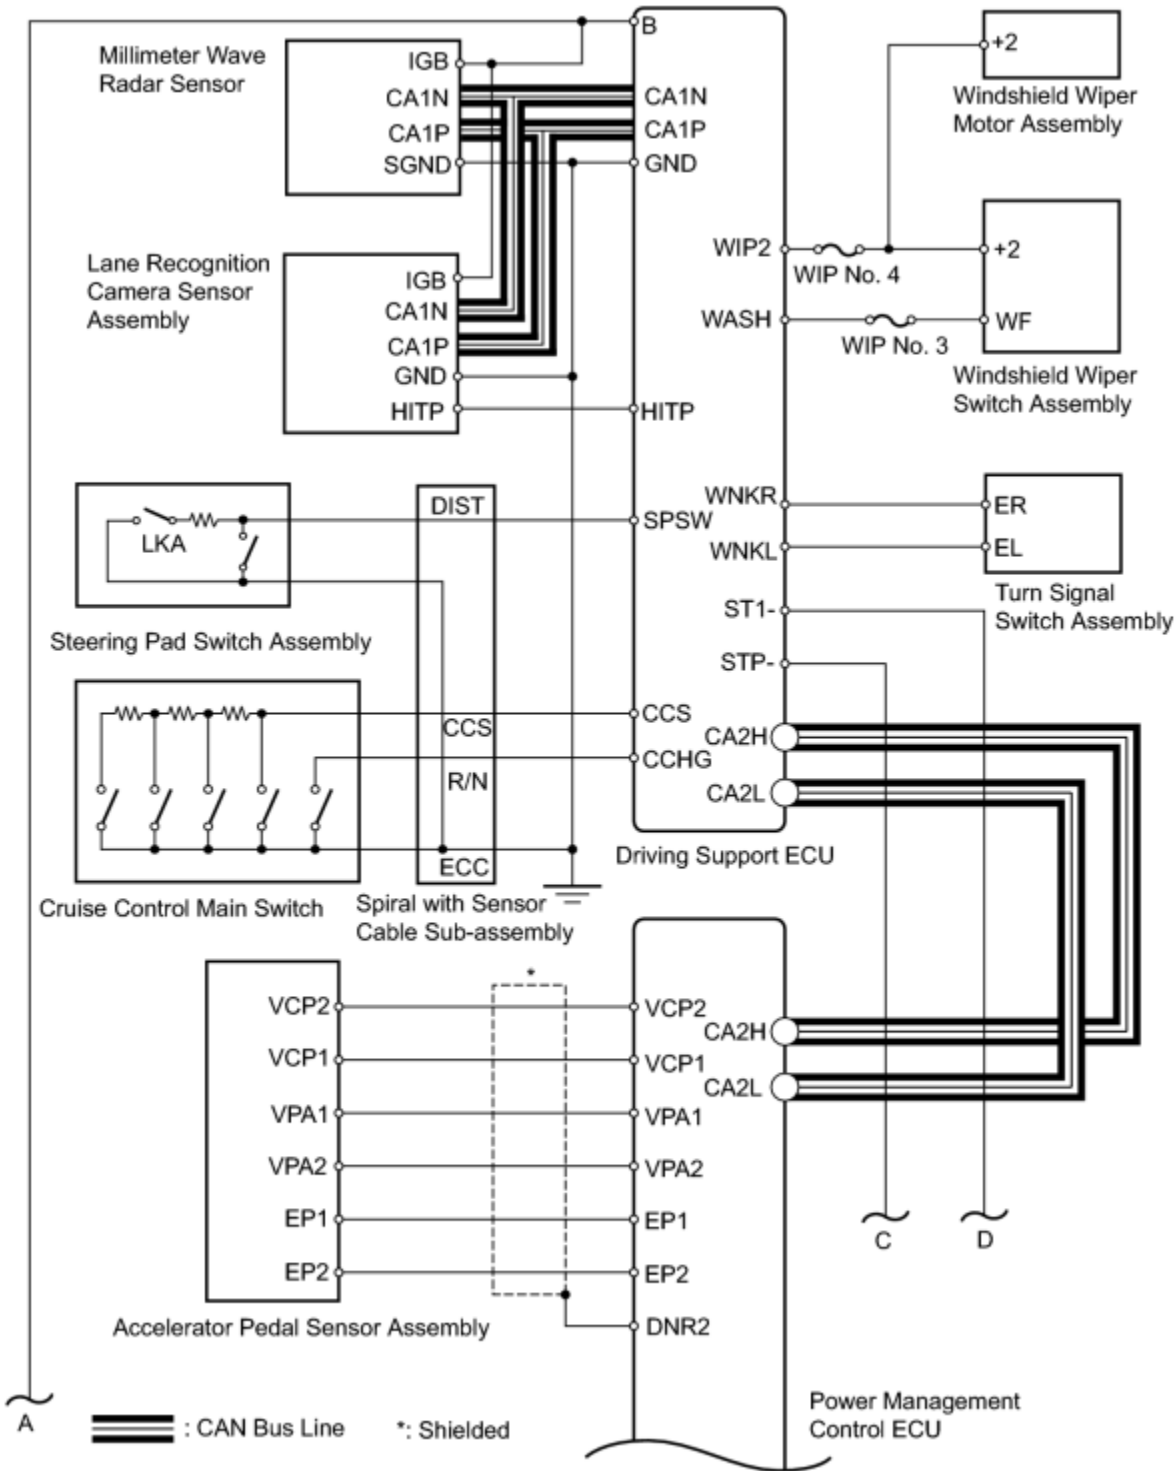 B
Millimeter Wave
Radar Sensor
IGB
CA1N
CA1P
SGND
CA1N
CA1P
GND
+2
Windshield Wiper
Motor Assembly
Lane Recognition
Camera Sensor
Assembly
IGB
CA1N
CA1P
GND
HITP
HITP
WIP2
WIP No. 4
+2
WASH
WIP No. 3
WF
Windshield Wiper
Switch Assembly
LKA
Steering Pad Switch Assembly
DIST
SPSW
WNKR
WNKL
ER
EL
Turn Signal
Switch Assembly
ST1-
STP-
CCS
R/N
ECC
CCS
CCHG
CA2H
CA2L
Cruise Control Main Switch
Spiral with Sensor
Cable Sub-assembly
Driving Support ECU
*
VCP2
VCP1
VPA1
VPA2
EP1
EP2
Accelerator Pedal Sensor Assembly
VCP2
VCP1
VPA1
VPA2
EP1
EP2
DNR2
CA2H
CA2L
C
D
A
: CAN Bus Line
*: Shielded
Power Management
Control ECU